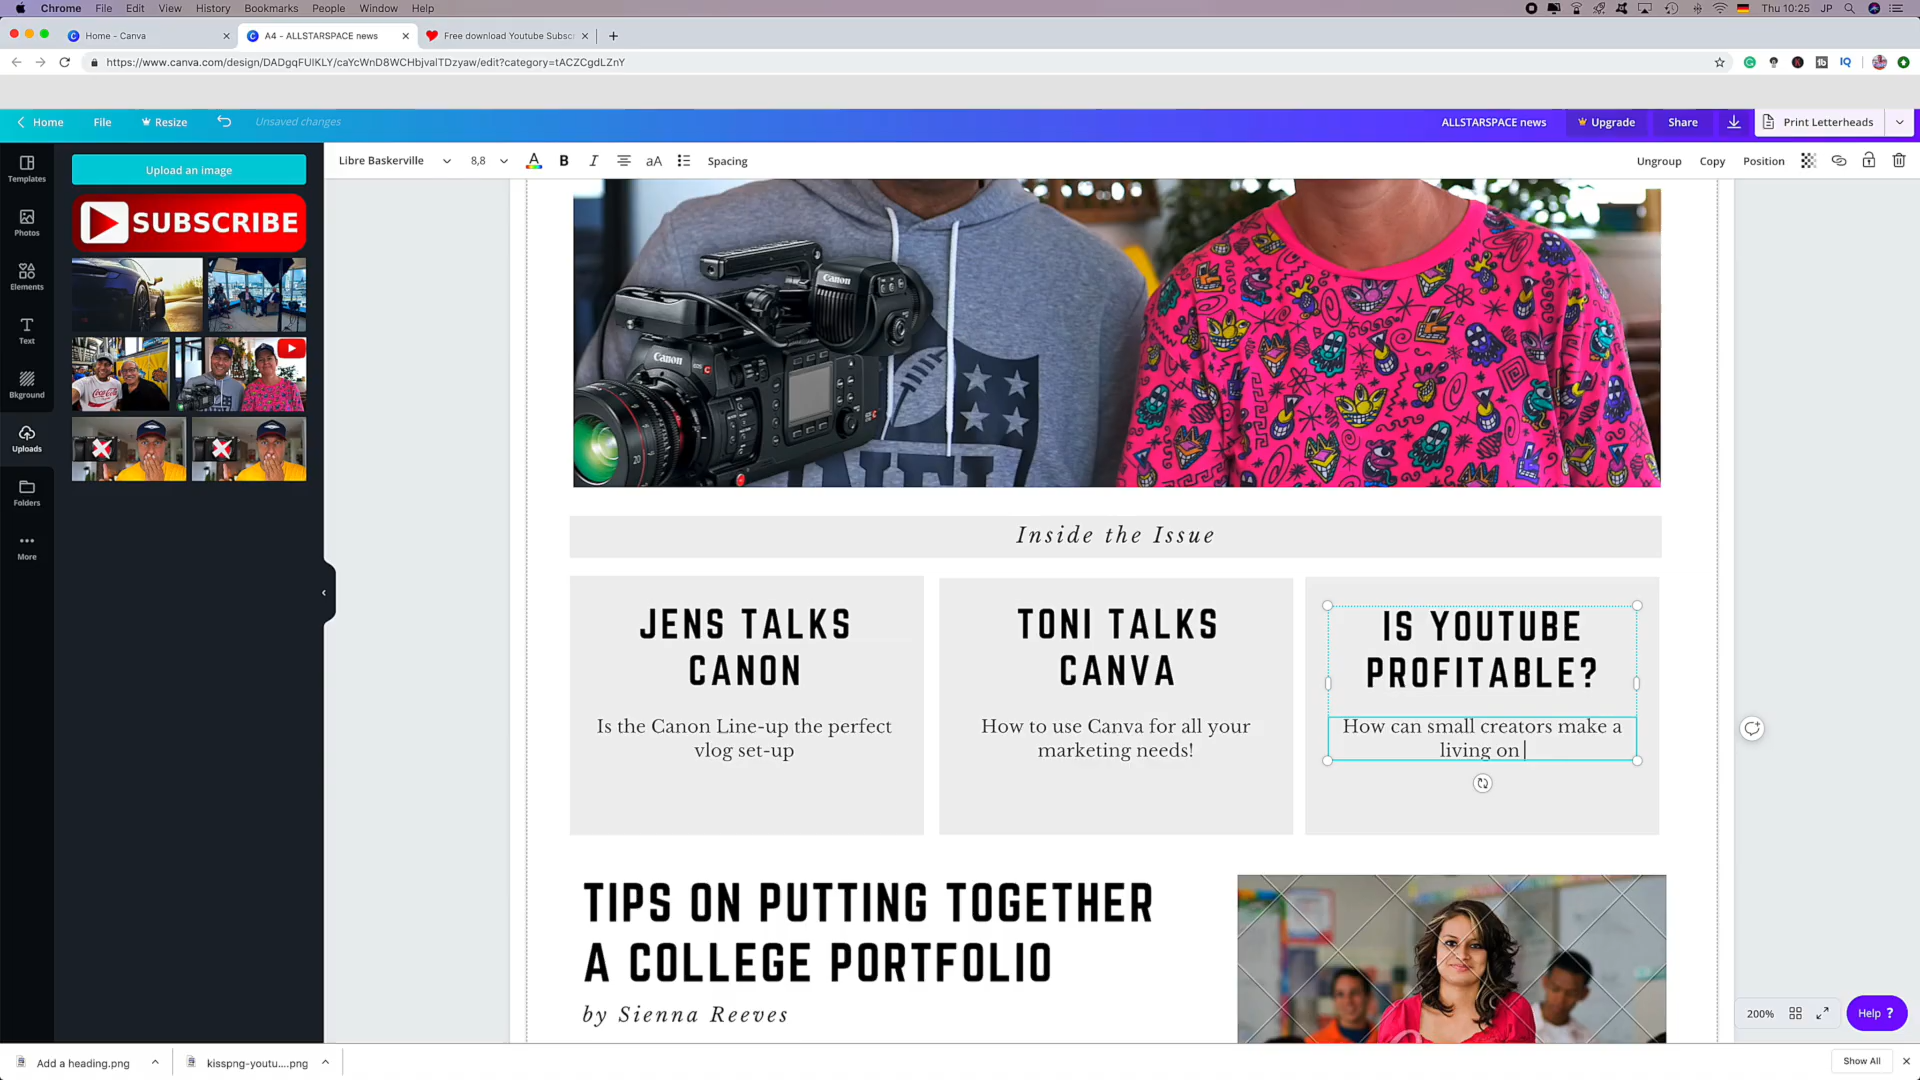 Chrome File Edit View History Bookmarks People Window Help Thu 10:25 JP
Home - Canva A4 - ALLSTARSPACE news Free download Youtube Subsc
https://www.canva.com/design/DADgqFUIKLY/caYcWnD8WCHbjvalTDzyaw/edit?category=tACZCgdLZnY
Home File Resize Unsaved changes ALLSTARSPACE news Upgrade Share Print Letterheads
Libre Baskerville 8,8 A B I aA Spacing Ungroup Copy Position
Templates
Photos
Elements
Text
Bkground
Uploads
Folders
More
Upload an image
SUBSCRIBE
Canon
Canon
NFL
Inside the Issue
JENS TALKS
CANON
Is the Canon Line-up the perfect
vlog set-up
TONI TALKS
CANVA
How to use Canva for all your
marketing needs!
IS YOUTUBE
PROFITABLE?
How can small creators make a
living on
TIPS ON PUTTING TOGETHER
A COLLEGE PORTFOLIO
by Sienna Reeves
200% Help ?
Add a heading.png kisspng-youtu....png Show All